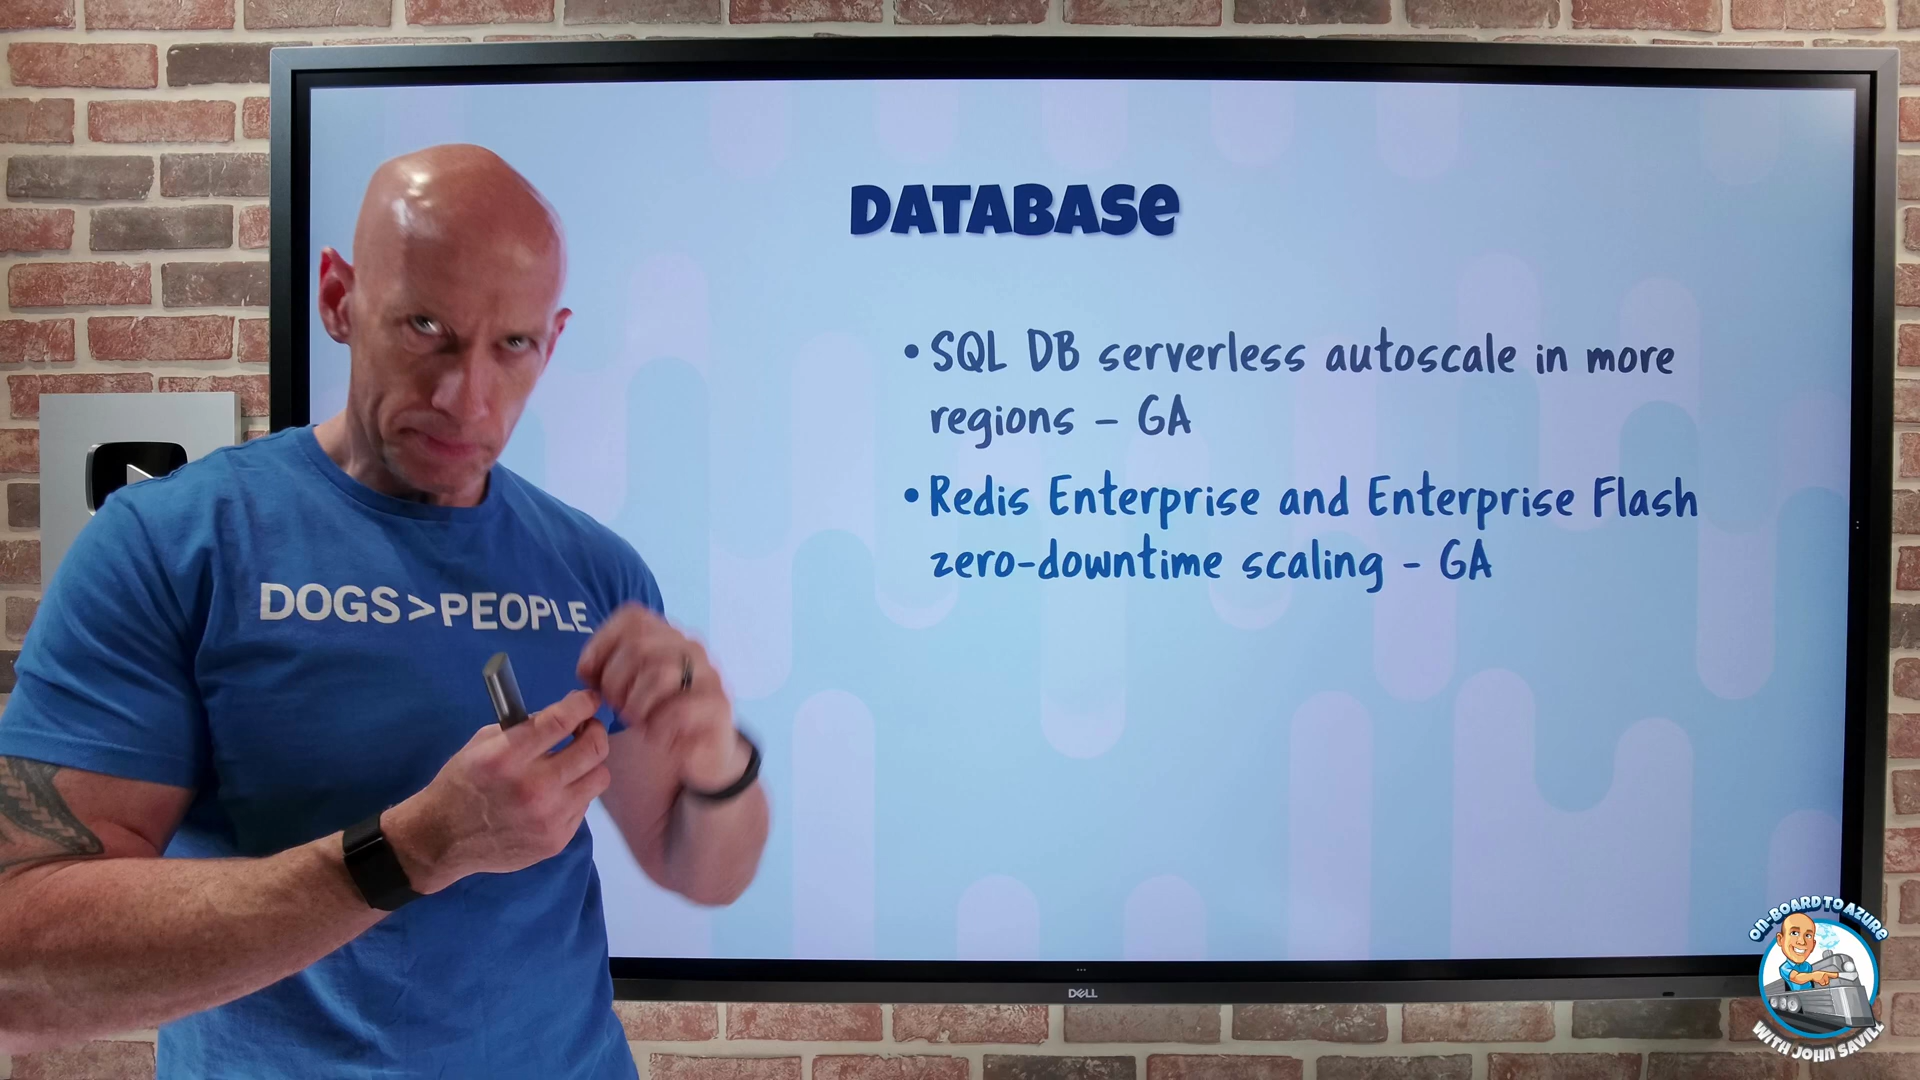 DATABASE
• SQL DB serverless autoscale in more
regions – GA
• Redis Enterprise and Enterprise Flash
zero-downtime scaling - GA
DOGS>PEOPLE
DELL
ON-BOARD TO AZURE
WITH JOHN SAVILL